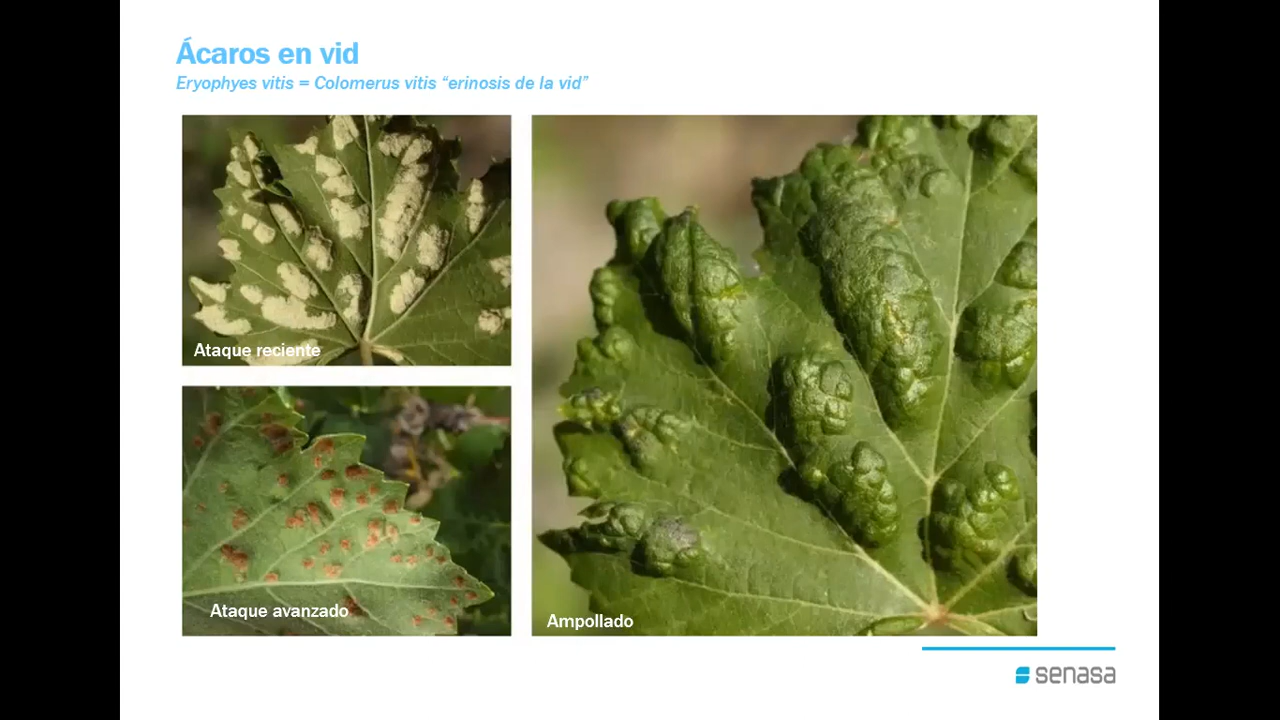 Ácaros en vid
Eryophyes vitis = Colomerus vitis “erinosis de la vid”
Ataque reciente
Ataque avanzado
Ampollado
senasa